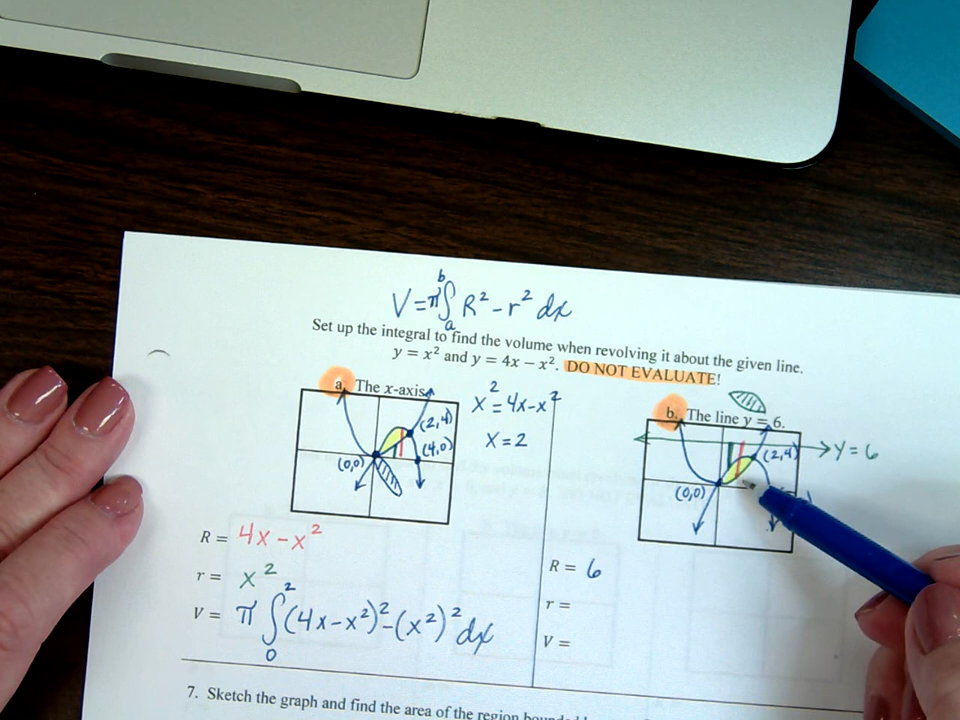 V = π∫ₐᵇ R² - r² dx
Set up the integral to find the volume when revolving it about the given line.
y = x² and y = 4x − x². DO NOT EVALUATE!
a. The x-axis.
(2,4)
(4,0)
(0,0)
x² = 4x-x²
x = 2
R = 4x - x²
r = x²
V = π∫₀² (4x-x²)² - (x²)² dx
b. The line y = 6.
y = 6
(2,4)
(0,0)
R = 6
r =
V =
7. Sketch the graph and find the area of the region